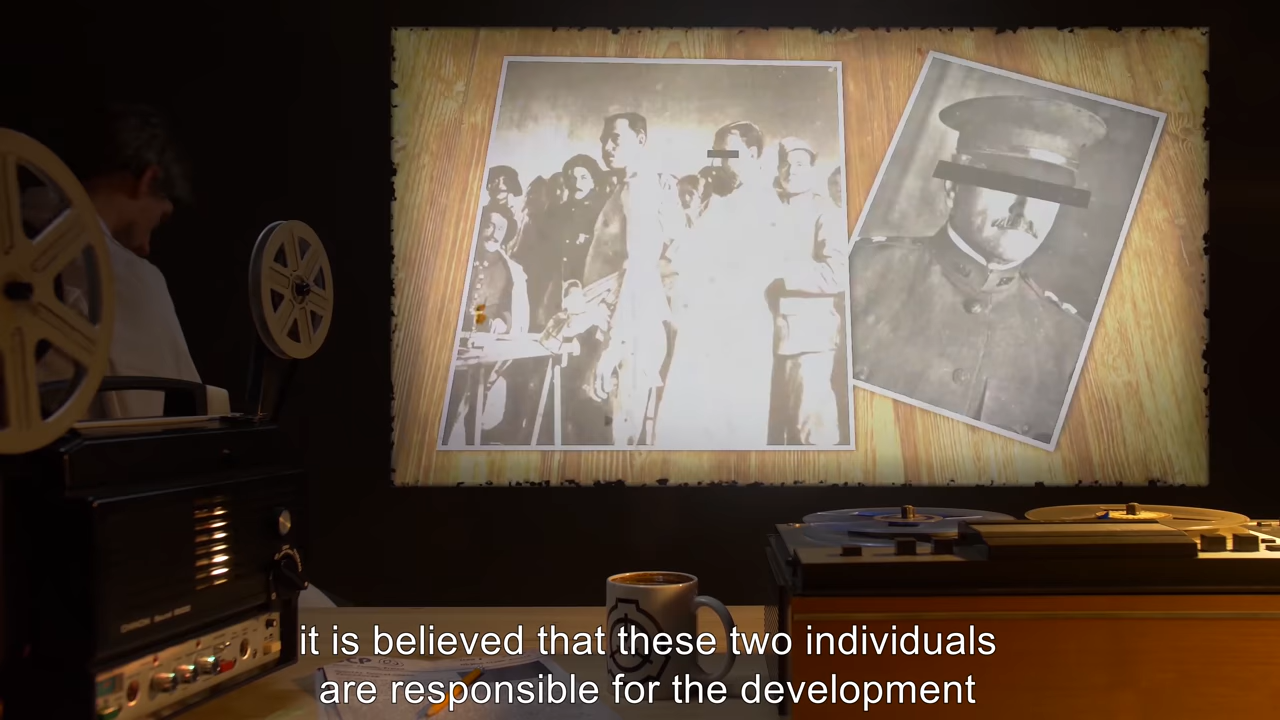 it is believed that these two individuals
are responsible for the development